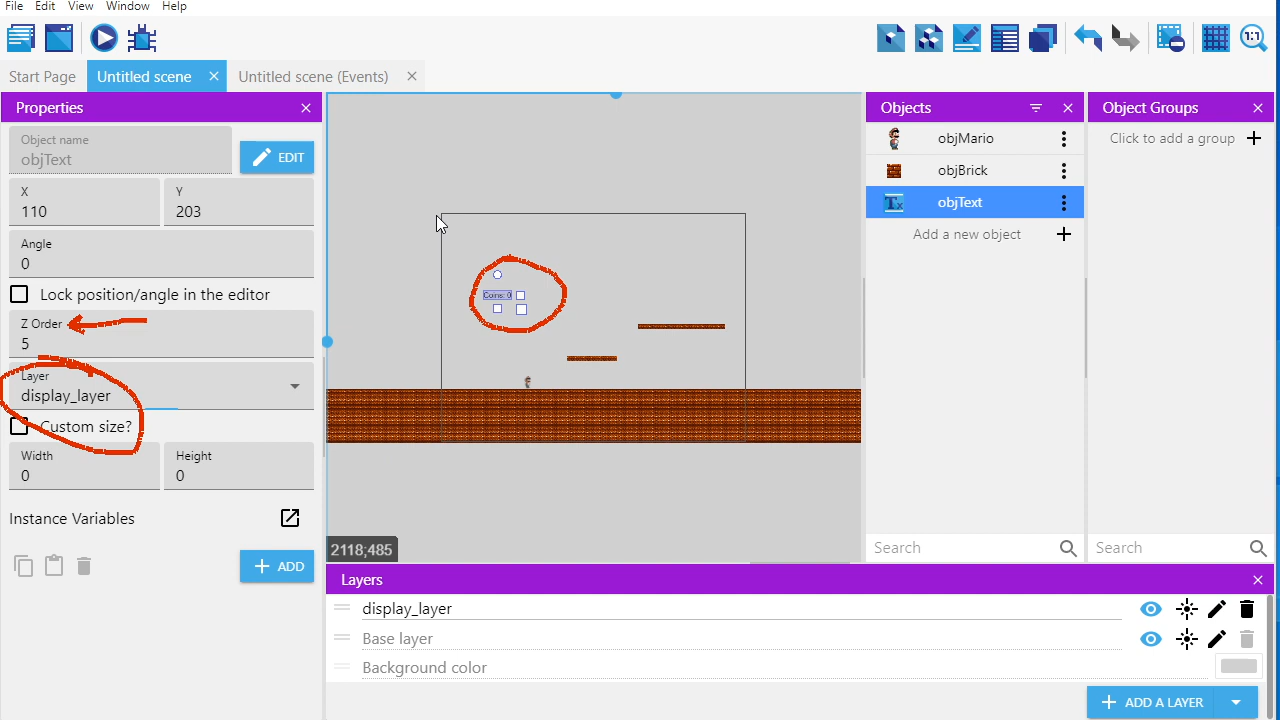 File Edit View Window Help
1:1
Start Page Untitled scene × Untitled scene (Events) ×
Properties ×
Object name
objText
EDIT
X Y
110 203
Angle
0
Lock position/angle in the editor
Z Order
5
Layer
display_layer
Custom size?
Width Height
0 0
Instance Variables
+ ADD
Coins: 0
2118;485
Objects ×
objMario
objBrick
Tx objText
Add a new object +
Search
Object Groups ×
Click to add a group +
Search
Layers ×
display_layer
Base layer
Background color
+ ADD A LAYER